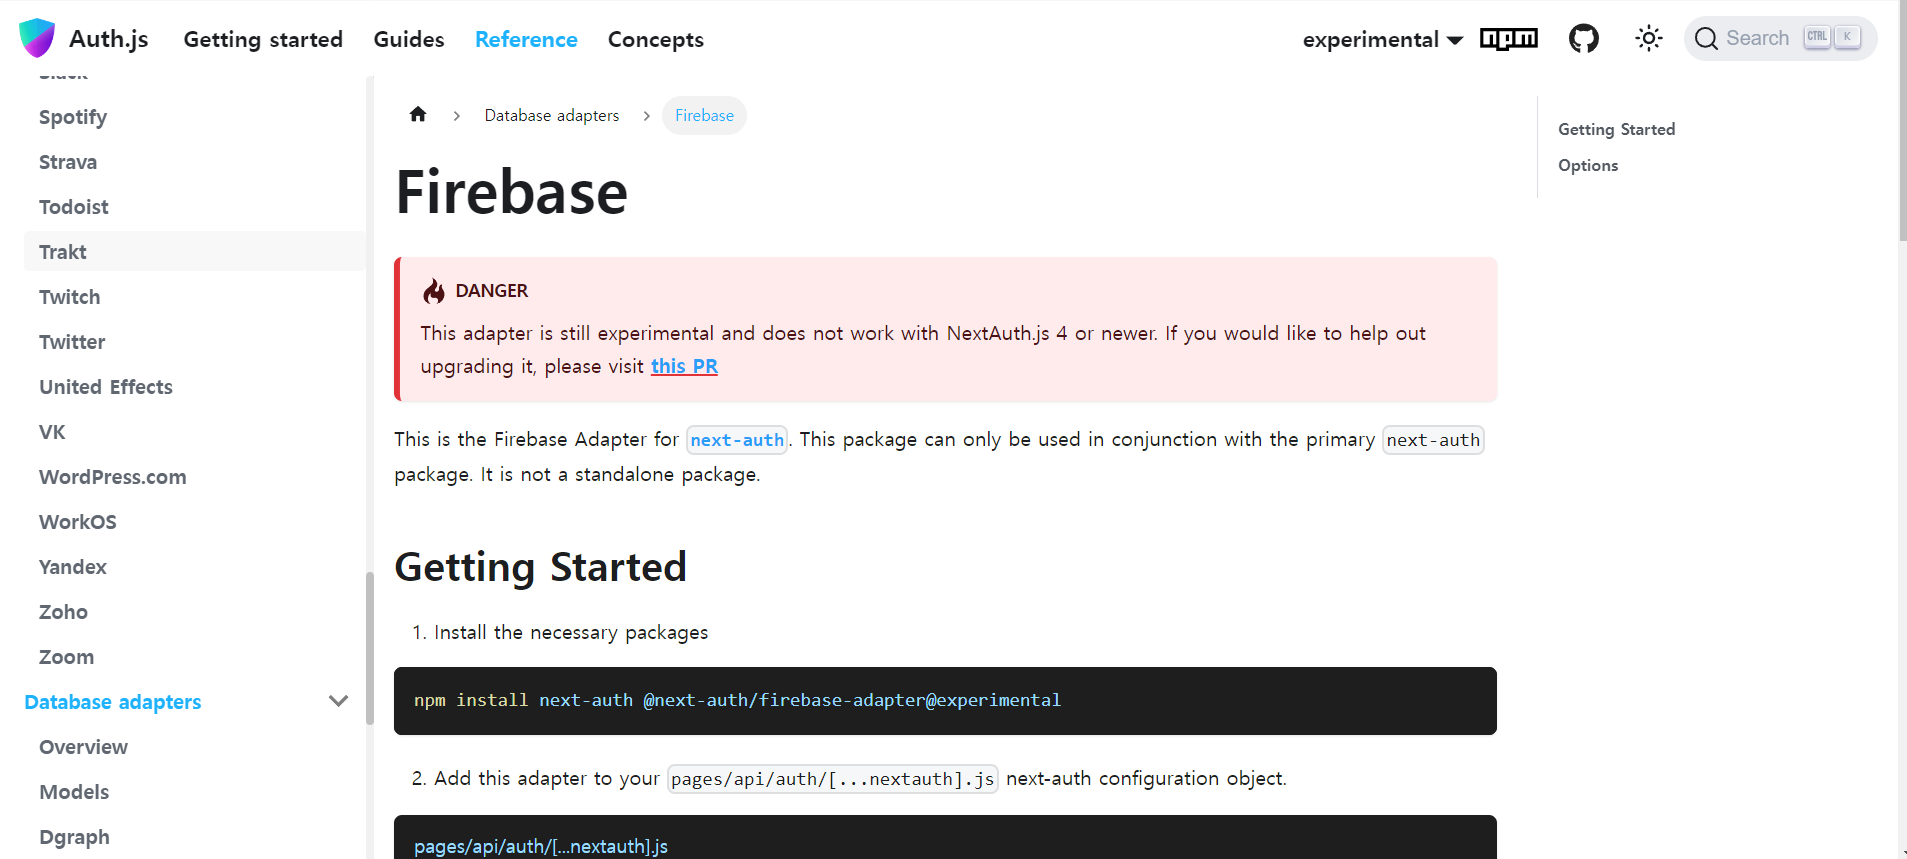 Auth.js Getting started Guides Reference Concepts experimental npm Search CTRL K
Slack
Spotify
Strava
Todoist
Trakt
Twitch
Twitter
United Effects
VK
WordPress.com
WorkOS
Yandex
Zoho
Zoom
Database adapters
Overview
Models
Dgraph
Database adapters Firebase
Firebase
DANGER
This adapter is still experimental and does not work with NextAuth.js 4 or newer. If you would like to help out
upgrading it, please visit this PR
This is the Firebase Adapter for next-auth. This package can only be used in conjunction with the primary next-auth
package. It is not a standalone package.
Getting Started
1. Install the necessary packages
npm install next-auth @next-auth/firebase-adapter@experimental
2. Add this adapter to your pages/api/auth/[...nextauth].js next-auth configuration object.
pages/api/auth/[...nextauth].js
Getting Started
Options